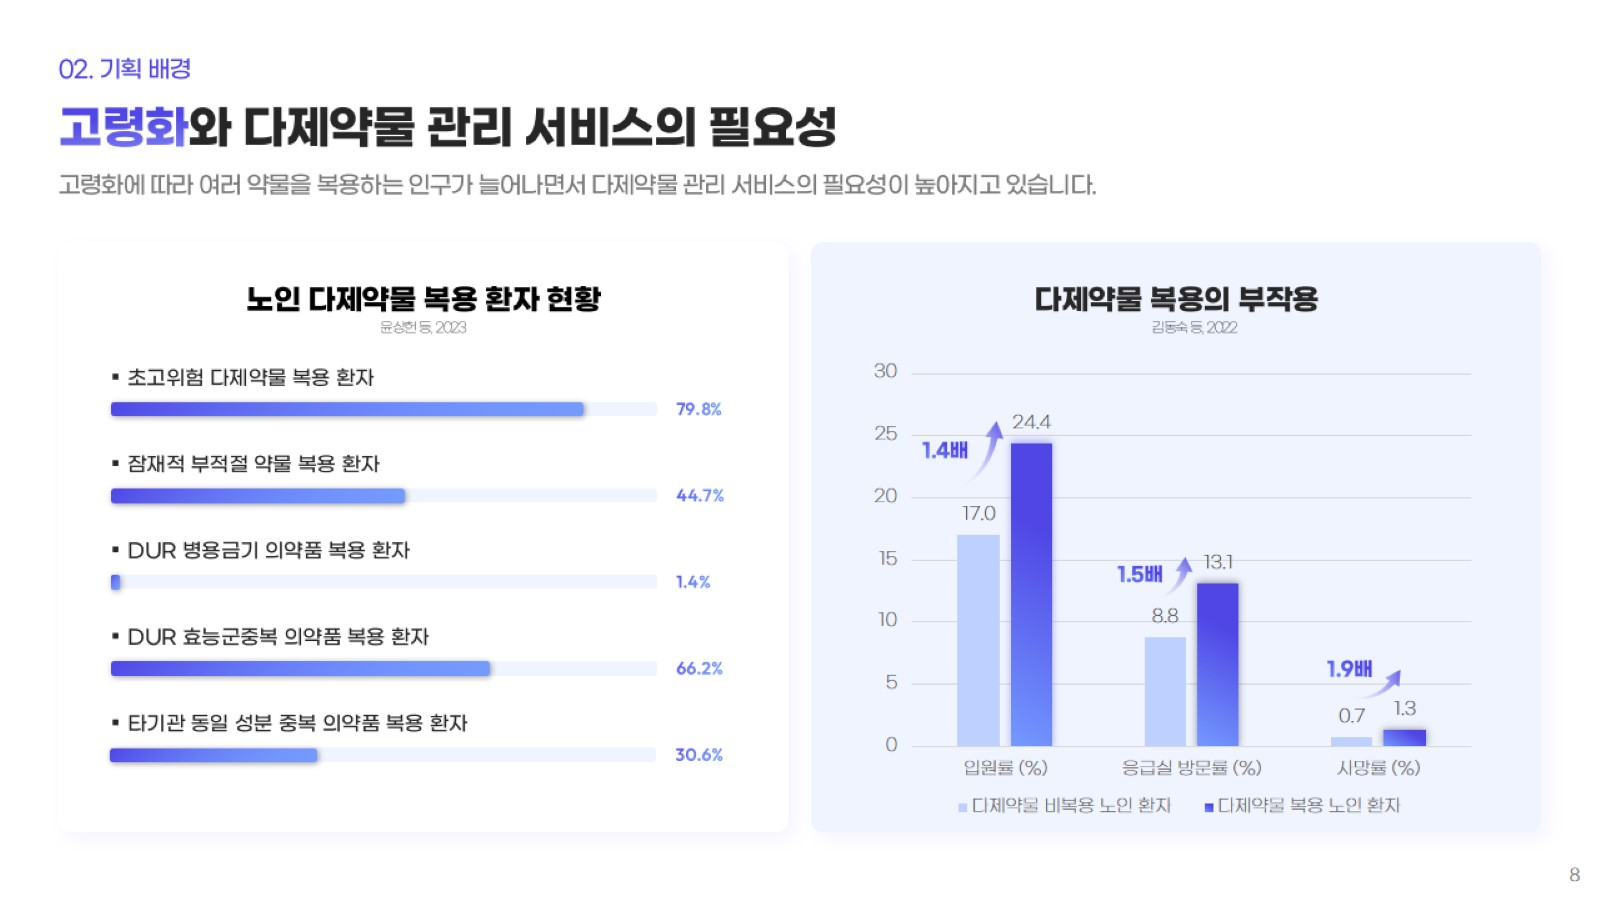 02. 기획 배경
고령화와 다제약물 관리 서비스의 필요성
고령화에 따라 여러 약물을 복용하는 인구가 늘어나면서 다제약물 관리 서비스의 필요성이 높아지고 있습니다.
노인 다제약물 복용 환자 현황
윤상헌 등, 2023
▪ 초고위험 다제약물 복용 환자
79.8%
▪ 잠재적 부적절 약물 복용 환자
44.7%
▪ DUR 병용금기 의약품 복용 환자
1.4%
▪ DUR 효능군중복 의약품 복용 환자
66.2%
▪ 타기관 동일 성분 중복 의약품 복용 환자
30.6%
다제약물 복용의 부작용
김동숙 등, 2022
30
25
20
15
10
5
0
1.4배
17.0
24.4
1.5배
8.8
13.1
1.9배
0.7
1.3
입원률 (%)
응급실 방문률 (%)
사망률 (%)
다제약물 비복용 노인 환자
다제약물 복용 노인 환자
8